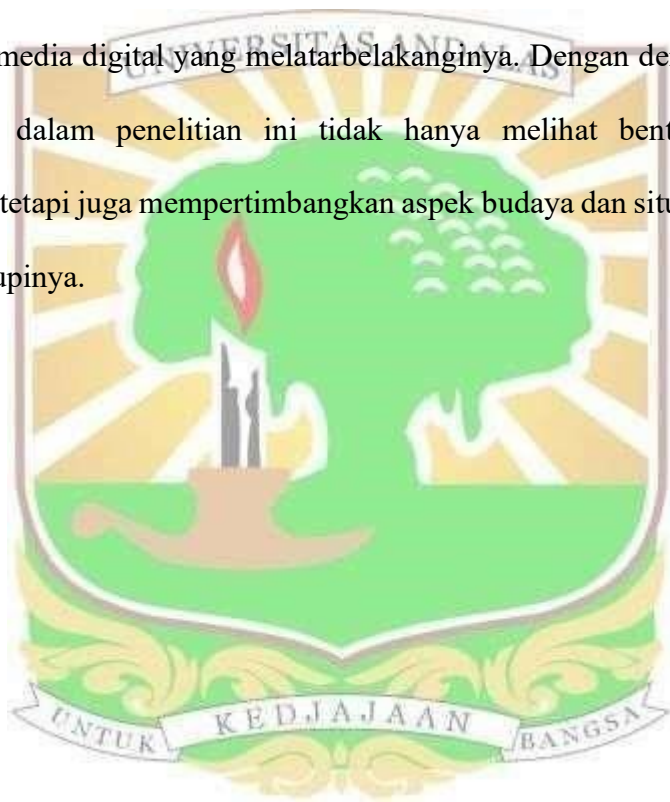 UNIVERSITAS ANDALAS
media digital yang melatarbelakanginya. Dengan de
dalam penelitian ini tidak hanya melihat bent
tetapi juga mempertimbangkan aspek budaya dan situ
upinya.
UNTUK KEDJAJAAN BANGSA